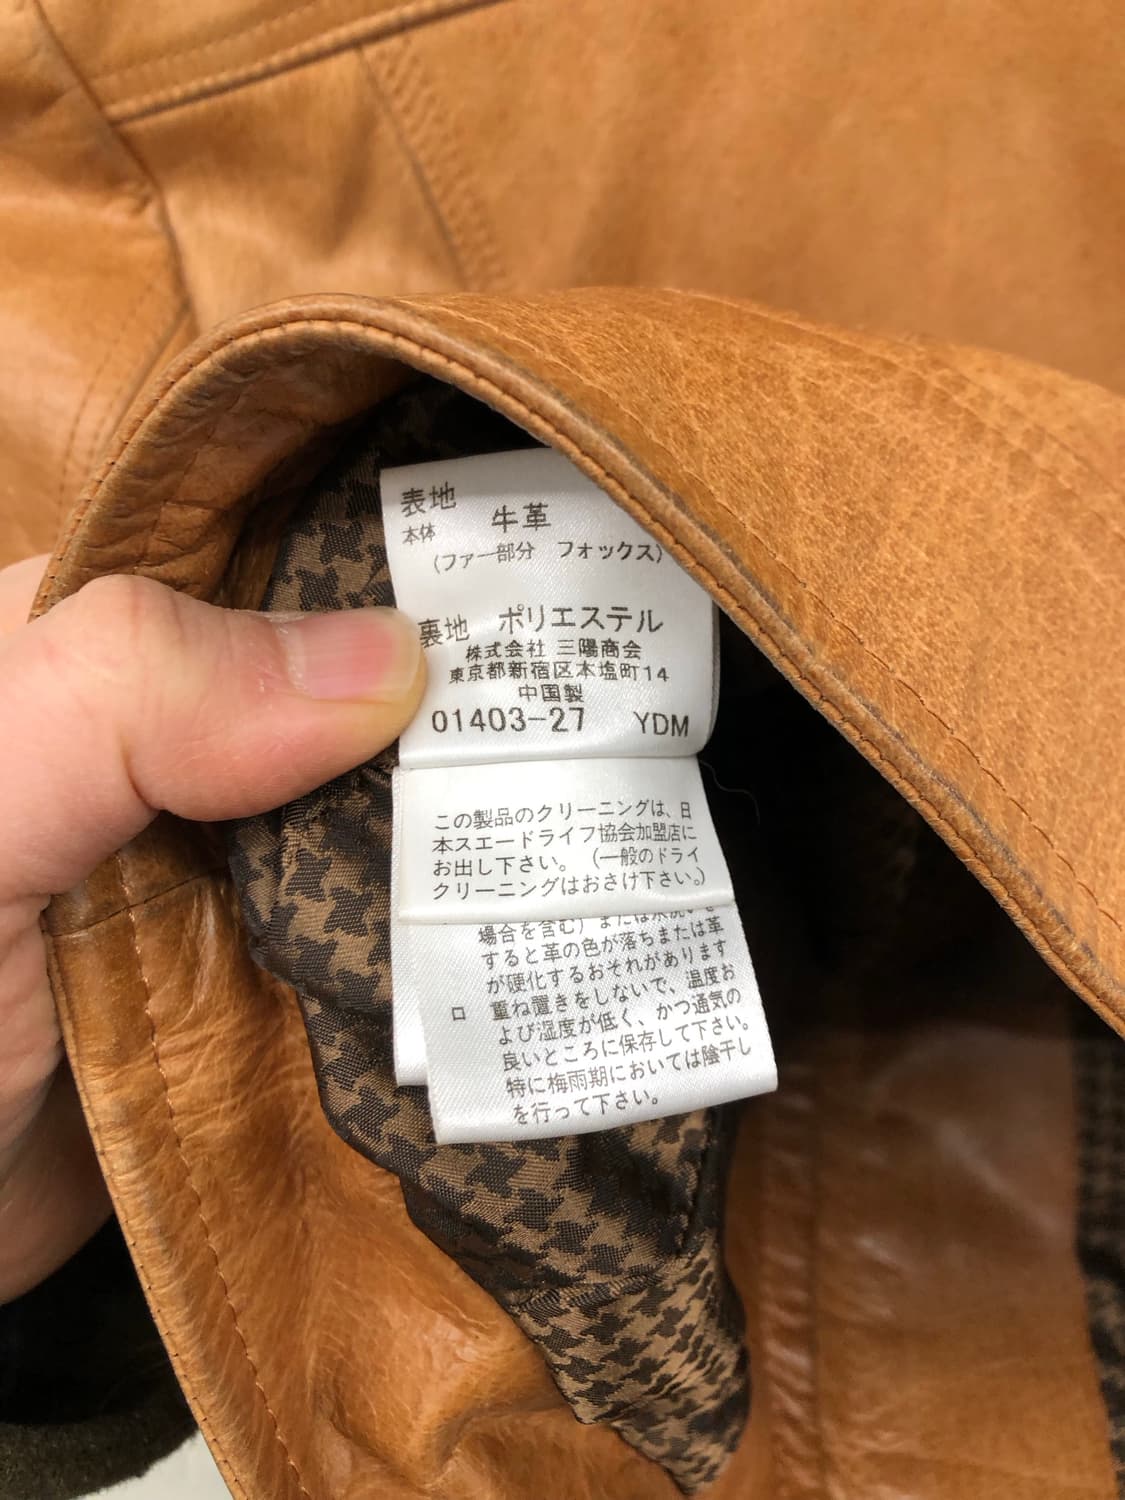 表地
本体 牛革
(ファー部分 フォックス)
裏地 ポリエステル
株式会社 三陽商会
東京都新宿区本塩町14
中国製
01403-27 YDM
この製品のクリーニングは、日
本スエードライフ協会加盟店に
お出し下さい。(一般のドライ
クリーニングはおさけ下さい。)
場合を含む)または水洗いを
すると革の色が落ちまたは革
が硬化するおそれがあります
ロ 重ね置きをしないで、温度お
よび湿度が低く、かつ通気の
良いところに保存して下さい。
特に梅雨期においては陰干し
を行って下さい。